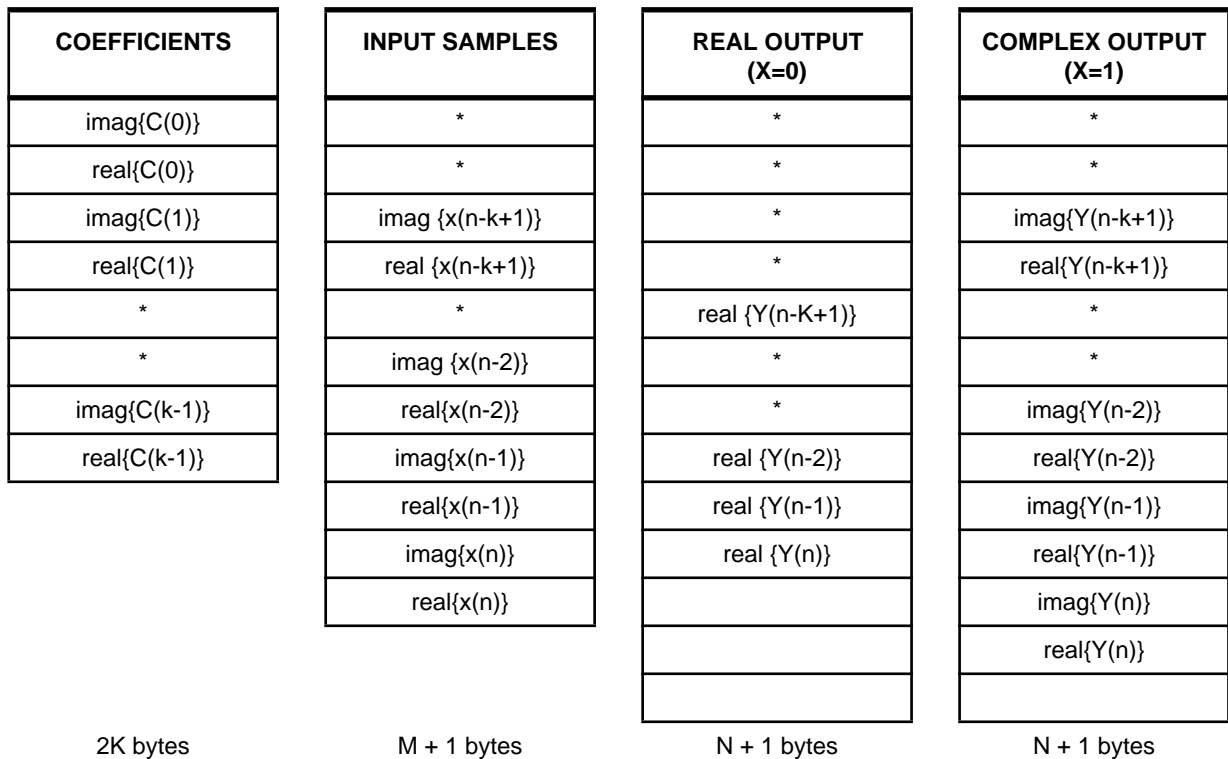 COEFFICIENTS
imag{C(0)}
real{C(0)}
imag{C(1)}
real{C(1)}
*
*
imag{C(k-1)}
real{C(k-1)}
2K bytes
INPUT SAMPLES
*
*
imag {x(n-k+1)}
real {x(n-k+1)}
*
imag {x(n-2)}
real{x(n-2)}
imag{x(n-1)}
real{x(n-1)}
imag{x(n)}
real{x(n)}
M + 1 bytes
REAL OUTPUT
(X=0)
*
*
*
*
real {Y(n-K+1)}
*
*
real {Y(n-2)}
real {Y(n-1)}
real {Y(n)}
N + 1 bytes
COMPLEX OUTPUT
(X=1)
*
*
imag{Y(n-k+1)}
real{Y(n-k+1)}
*
*
imag{Y(n-2)}
real{Y(n-2)}
imag{Y(n-1)}
real{Y(n-1)}
imag{Y(n)}
real{Y(n)}
N + 1 bytes